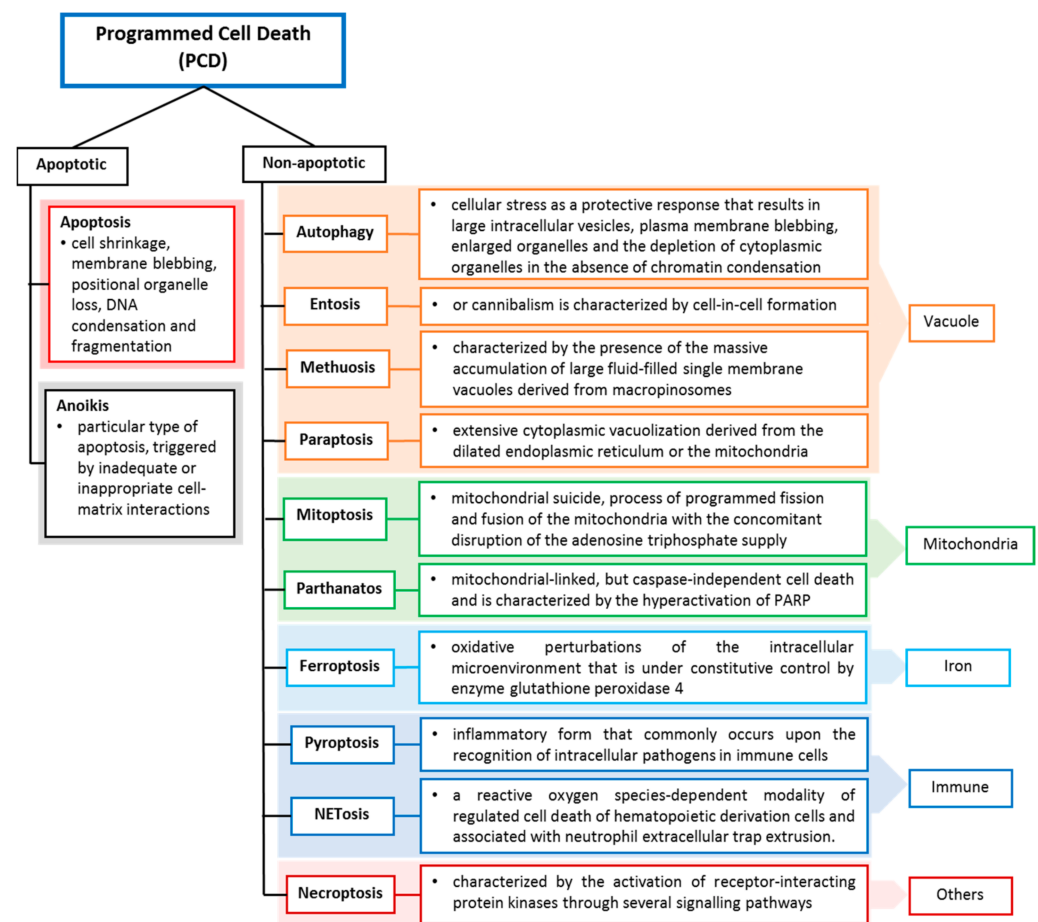 Programmed Cell Death
(PCD)
Apoptotic
Non-apoptotic
Apoptosis
• cell shrinkage,
membrane blebbing,
positional organelle
loss, DNA
condensation and
fragmentation
Anoikis
• particular type of
apoptosis, triggered
by inadequate or
inappropriate cell-
matrix interactions
Autophagy
• cellular stress as a protective response that results in
large intracellular vesicles, plasma membrane blebbing,
enlarged organelles and the depletion of cytoplasmic
organelles in the absence of chromatin condensation
Entosis
• or cannibalism is characterized by cell-in-cell formation
Methuosis
• characterized by the presence of the massive
accumulation of large fluid-filled single membrane
vacuoles derived from macropinosomes
Paraptosis
• extensive cytoplasmic vacuolization derived from the
dilated endoplasmic reticulum or the mitochondria
Vacuole
Mitoptosis
• mitochondrial suicide, process of programmed fission
and fusion of the mitochondria with the concomitant
disruption of the adenosine triphosphate supply
Parthanatos
• mitochondrial-linked, but caspase-independent cell death
and is characterized by the hyperactivation of PARP
Mitochondria
Ferroptosis
• oxidative perturbations of the intracellular
microenvironment that is under constitutive control by
enzyme glutathione peroxidase 4
Iron
Pyroptosis
• inflammatory form that commonly occurs upon the
recognition of intracellular pathogens in immune cells
NETosis
• a reactive oxygen species-dependent modality of
regulated cell death of hematopoietic derivation cells and
associated with neutrophil extracellular trap extrusion.
Immune
Necroptosis
• characterized by the activation of receptor-interacting
protein kinases through several signalling pathways
Others